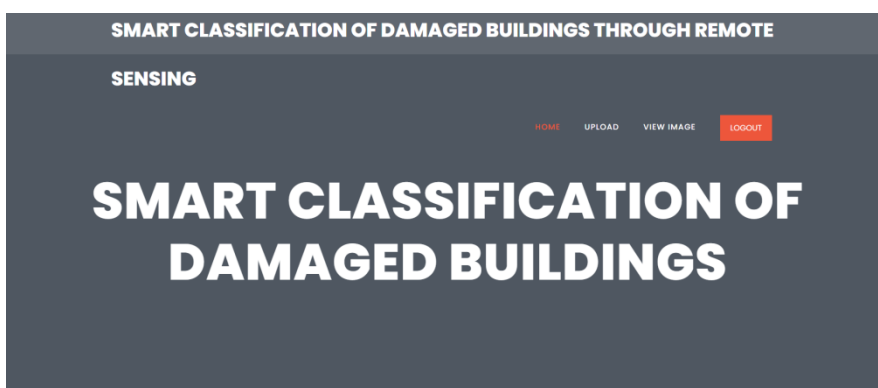 SMART CLASSIFICATION OF DAMAGED BUILDINGS THROUGH REMOTE
SENSING
HOME UPLOAD VIEW IMAGE LOGOUT
SMART CLASSIFICATION OF
DAMAGED BUILDINGS